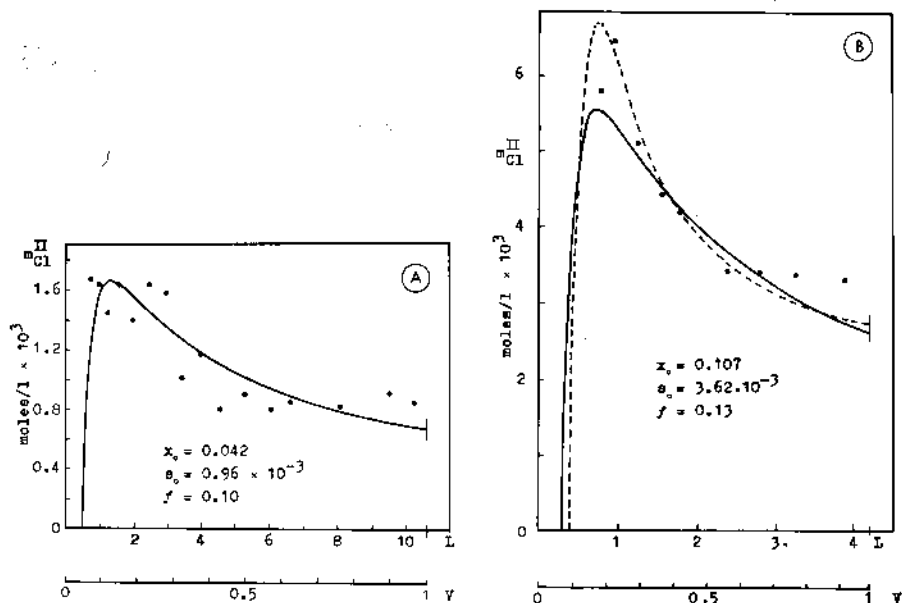 A
m_Cl^II
moles/l × 10^3
1.6
1.2
0.8
0.4
0
x_o = 0.042
s_o = 0.96 × 10^-3
f = 0.10
2 4 6 8 10 L
0 0.5 1 V
B
m_Cl^II
moles/l × 10^3
6
4
2
0
x_o = 0.107
s_o = 3.62.10^-3
f = 0.13
1 2 3. 4 L
0 0.5 1 V